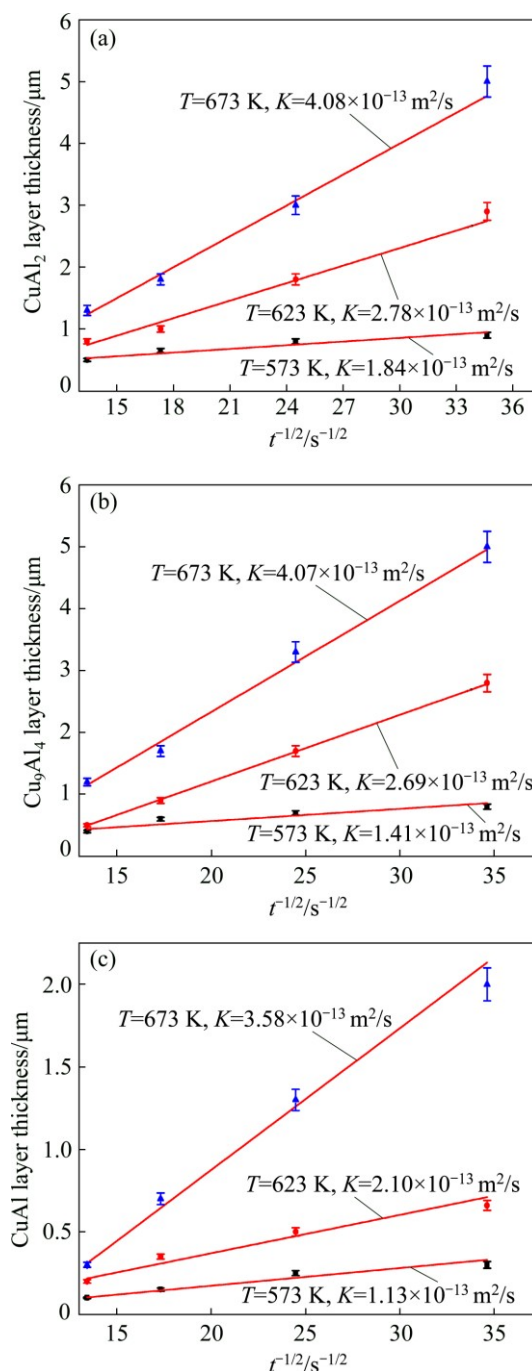 (a)
6
5
4
3
2
1
0
CuAl₂ layer thickness/μm
T=673 K, K=4.08×10⁻¹³ m²/s
T=623 K, K=2.78×10⁻¹³ m²/s
T=573 K, K=1.84×10⁻¹³ m²/s
15 18 21 24 27 30 33 36
t⁻¹/²/s⁻¹/²
(b)
6
5
4
3
2
1
0
Cu₉Al₄ layer thickness/μm
T=673 K, K=4.07×10⁻¹³ m²/s
T=623 K, K=2.69×10⁻¹³ m²/s
T=573 K, K=1.41×10⁻¹³ m²/s
15 20 25 30 35
t⁻¹/²/s⁻¹/²
(c)
2.0
1.5
1.0
0.5
0
CuAl layer thickness/μm
T=673 K, K=3.58×10⁻¹³ m²/s
T=623 K, K=2.10×10⁻¹³ m²/s
T=573 K, K=1.13×10⁻¹³ m²/s
15 20 25 30 35
t⁻¹/²/s⁻¹/²